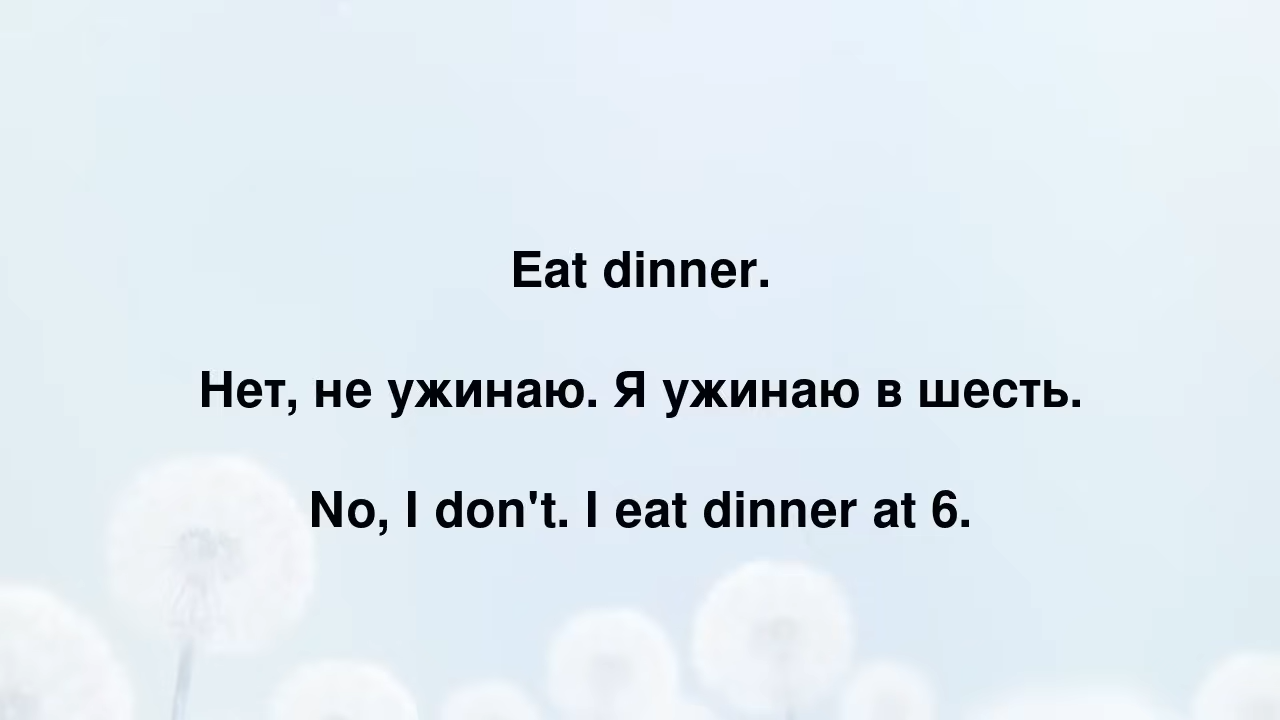 Eat dinner.
Нет, не ужинаю. Я ужинаю в шесть.
No, I don't. I eat dinner at 6.